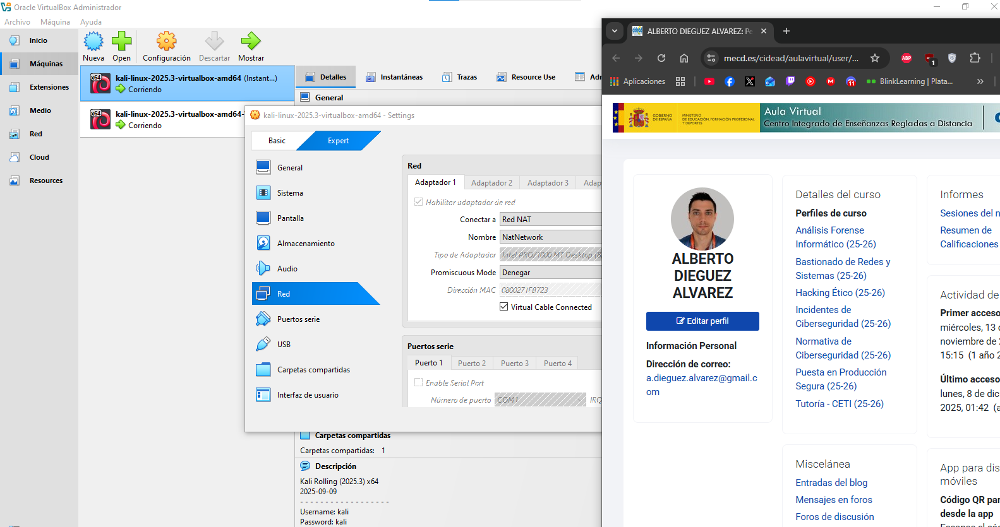 Oracle VirtualBox Administrador
Archivo Máquina Ayuda
Inicio
Máquinas
Extensiones
Medio
Red
Cloud
Resources
Nueva Open Configuración Descartar Mostrar
kali-linux-2025.3-virtualbox-amd64 (Instant...)
Corriendo
kali-linux-2025.3-virtualbox-amd64-
Corriendo
Detalles Instantáneas Trazas Resource Use Adr
General
kali-linux-2025.3-virtualbox-amd64 - Settings
Basic Expert
General
Sistema
Pantalla
Almacenamiento
Audio
Red
Puertos serie
USB
Carpetas compartidas
Interfaz de usuario
Red
Adaptador 1 Adaptador 2 Adaptador 3 Adap
Habilitar adaptador de red
Conectar a Red NAT
Nombre NatNetwork
Tipo de Adaptador Intel PRO/1000 MT Desktop (8
Promiscuous Mode Denegar
Dirección MAC 0800271FB723
Virtual Cable Connected
Puertos serie
Puerto 1 Puerto 2 Puerto 3 Puerto 4
Enable Serial Port
Número de puerto COM1 IRQ
Carpetas compartidas
Carpetas compartidas: 1
Descripción
Kali Rolling (2025.3) x64
2025-09-09
- - - - - - - - - - - - - - - - - -
Username: kali
Password: kali
ALBERTO DIEGUEZ ALVAREZ: Pe
mecd.es/cidead/aulavirtual/user/...
ABP
1
Aplicaciones
11
BlinkLearning | Plata...
GOBIERNO
DE ESPAÑA
MINISTERIO
DE EDUCACIÓN, FORMACIÓN PROFESIONAL
Y DEPORTES
Aula Virtual
Centro Integrado de Enseñanzas Regladas a Distancia
ALBERTO
DIEGUEZ
ALVAREZ
Editar perfil
Información Personal
Dirección de correo:
a.dieguez.alvarez@gmail.c
om
Detalles del curso
Perfiles de curso
Análisis Forense
Informático (25-26)
Bastionado de Redes y
Sistemas (25-26)
Hacking Ético (25-26)
Incidentes de
Ciberseguridad (25-26)
Normativa de
Ciberseguridad (25-26)
Puesta en Producción
Segura (25-26)
Tutoría - CETI (25-26)
Miscelánea
Entradas del blog
Mensajes en foros
Foros de discusión
Informes
Sesiones del n
Resumen de
Calificaciones
Actividad de
Primer acceso
miércoles, 13 d
noviembre de
15:15 (1 año
Último acceso
lunes, 8 de dic
2025, 01:42 (a
App para dis
móviles
Código QR par
desde la app